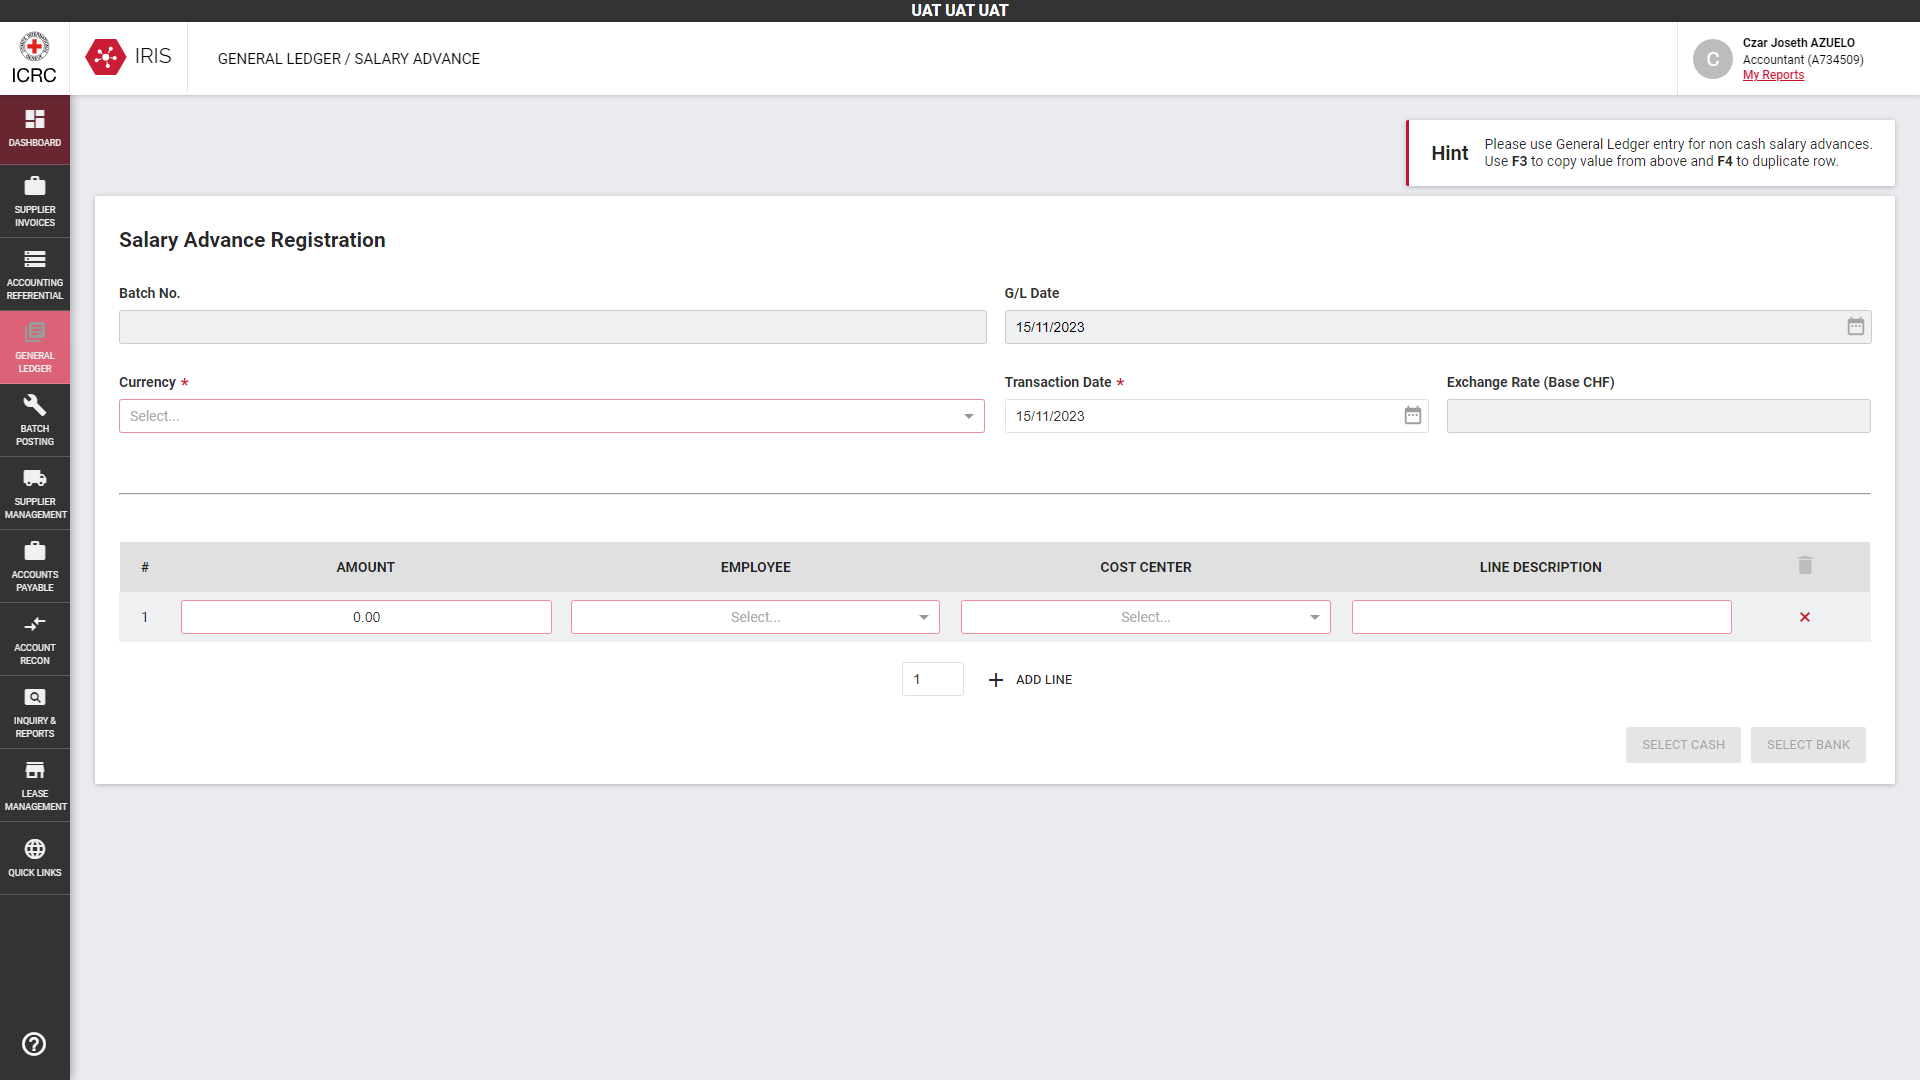 UAT UAT UAT
ICRC
IRIS
GENERAL LEDGER / SALARY ADVANCE
C
Czar Joseth AZUELO
Accountant (A734509)
My Reports
DASHBOARD
SUPPLIER
INVOICES
ACCOUNTING
REFERENTIAL
GENERAL
LEDGER
BATCH
POSTING
SUPPLIER
MANAGEMENT
ACCOUNTS
PAYABLE
ACCOUNT
RECON
INQUIRY &
REPORTS
LEASE
MANAGEMENT
QUICK LINKS
Hint
Please use General Ledger entry for non cash salary advances.
Use F3 to copy value from above and F4 to duplicate row.
Salary Advance Registration
Batch No.
G/L Date
15/11/2023
Currency *
Select...
Transaction Date *
15/11/2023
Exchange Rate (Base CHF)
# AMOUNT EMPLOYEE COST CENTER LINE DESCRIPTION
1 0.00 Select... Select...
1 ADD LINE
SELECT CASH SELECT BANK